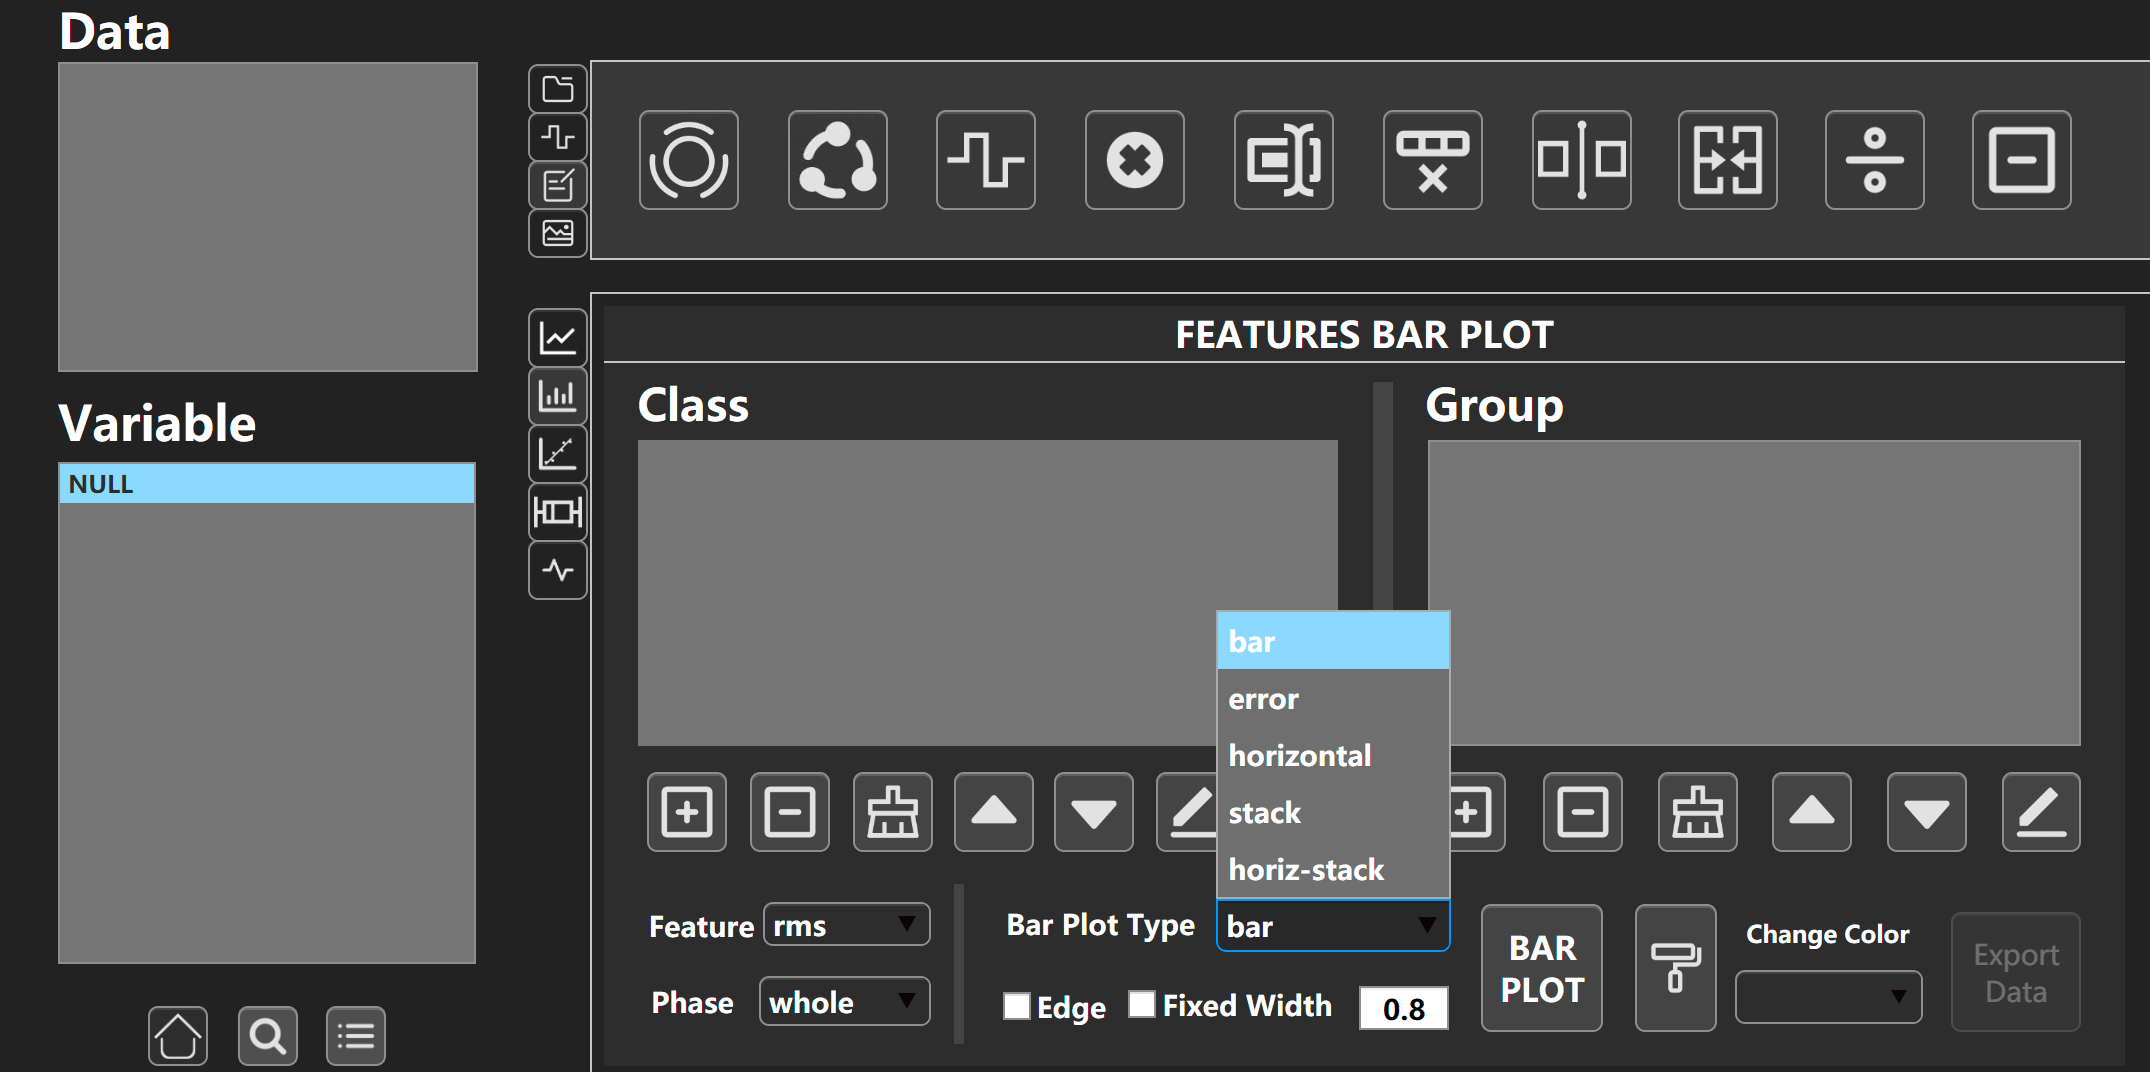 Data
Variable
NULL
FEATURES BAR PLOT
Class
Group
bar
error
horizontal
stack
horiz-stack
Feature
rms
Bar Plot Type
bar
BAR
PLOT
Change Color
Export
Data
Phase
whole
Edge
Fixed Width
0.8